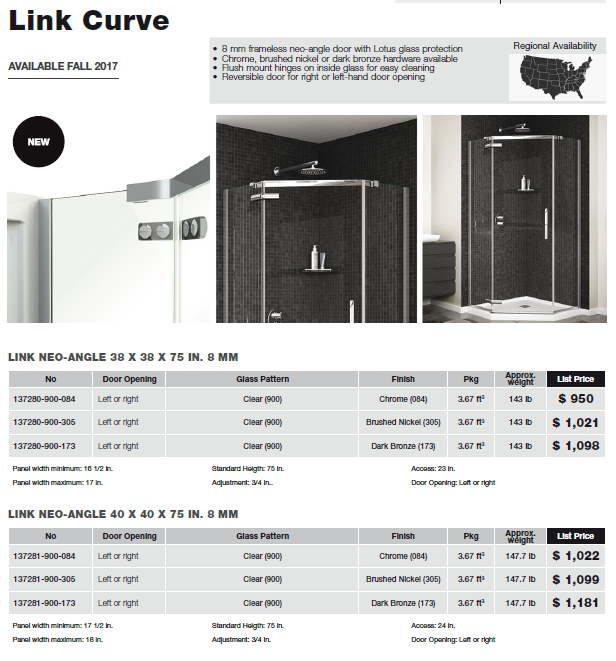 Link Curve
AVAILABLE FALL 2017
• 8 mm frameless neo-angle door with Lotus glass protection
• Chrome, brushed nickel or dark bronze hardware available
• Flush mount hinges on inside glass for easy cleaning
• Reversible door for right or left-hand door opening
Regional Availability
NEW
LINK NEO-ANGLE 38 X 38 X 75 IN. 8 MM
No Door Opening Glass Pattern Finish Pkg Approx. weight List Price
137280-900-084 Left or right Clear (900) Chrome (084) 3.67 ft³ 143 lb $ 950
137280-900-305 Left or right Clear (900) Brushed Nickel (305) 3.67 ft³ 143 lb $ 1,021
137280-900-173 Left or right Clear (900) Dark Bronze (173) 3.67 ft³ 143 lb $ 1,098
Panel width minimum: 16 1/2 in. Standard Heigth: 75 in. Access: 23 in.
Panel width maximum: 17 in. Adjustment: 3/4 in.. Door Opening: Left or right
LINK NEO-ANGLE 40 X 40 X 75 IN. 8 MM
No Door Opening Glass Pattern Finish Pkg Approx. weight List Price
137281-900-084 Left or right Clear (900) Chrome (084) 3.67 ft³ 147.7 lb $ 1,022
137281-900-305 Left or right Clear (900) Brushed Nickel (305) 3.67 ft³ 147.7 lb $ 1,099
137281-900-173 Left or right Clear (900) Dark Bronze (173) 3.67 ft³ 147.7 lb $ 1,181
Panel width minimum: 17 1/2 in. Standard Heigth: 75 in. Access: 24 in.
Panel width maximum: 18 in. Adjustment: 3/4 in. Door Opening: Left or right